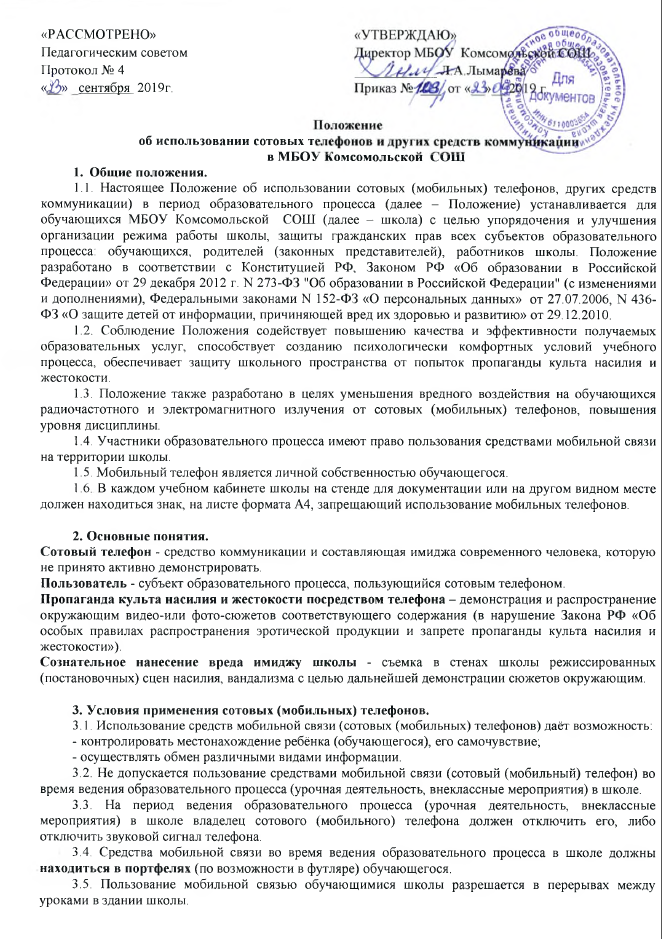 «РАССМОТРЕНО»
Педагогическим советом
Протокол № 4
«23» сентября 2019г.
«УТВЕРЖДАЮ»
Директор МБОУ Комсомольской СОШ
Л.А.Лымарева
Приказ № 103/1 от «23» 09 2019 г.
Для
документов
Положение
об использовании сотовых телефонов и других средств коммуникации
в МБОУ Комсомольской СОШ
1. Общие положения.
1.1. Настоящее Положение об использовании сотовых (мобильных) телефонов, других средств
коммуникации) в период образовательного процесса (далее – Положение) устанавливается для
обучающихся МБОУ Комсомольской СОШ (далее – школа) с целью упорядочения и улучшения
организации режима работы школы, защиты гражданских прав всех субъектов образовательного
процесса: обучающихся, родителей (законных представителей), работников школы. Положение
разработано в соответствии с Конституцией РФ, Законом РФ «Об образовании в Российской
Федерации» от 29 декабря 2012 г. N 273-ФЗ "Об образовании в Российской Федерации" (с изменениями
и дополнениями), Федеральными законами N 152-ФЗ «О персональных данных» от 27.07.2006, N 436-
ФЗ «О защите детей от информации, причиняющей вред их здоровью и развитию» от 29.12.2010.
1.2. Соблюдение Положения содействует повышению качества и эффективности получаемых
образовательных услуг, способствует созданию психологически комфортных условий учебного
процесса, обеспечивает защиту школьного пространства от попыток пропаганды культа насилия и
жестокости.
1.3. Положение также разработано в целях уменьшения вредного воздействия на обучающихся
радиочастотного и электромагнитного излучения от сотовых (мобильных) телефонов, повышения
уровня дисциплины.
1.4. Участники образовательного процесса имеют право пользования средствами мобильной связи
на территории школы.
1.5. Мобильный телефон является личной собственностью обучающегося.
1.6. В каждом учебном кабинете школы на стенде для документации или на другом видном месте
должен находиться знак, на листе формата А4, запрещающий использование мобильных телефонов.
2. Основные понятия.
Сотовый телефон - средство коммуникации и составляющая имиджа современного человека, которую
не принято активно демонстрировать.
Пользователь - субъект образовательного процесса, пользующийся сотовым телефоном.
Пропаганда культа насилия и жестокости посредством телефона – демонстрация и распространение
окружающим видео-или фото-сюжетов соответствующего содержания (в нарушение Закона РФ «Об
особых правилах распространения эротической продукции и запрете пропаганды культа насилия и
жестокости»).
Сознательное нанесение вреда имиджу школы - съемка в стенах школы режиссированных
(постановочных) сцен насилия, вандализма с целью дальнейшей демонстрации сюжетов окружающим.
3. Условия применения сотовых (мобильных) телефонов.
3.1. Использование средств мобильной связи (сотовых (мобильных) телефонов) даёт возможность:
- контролировать местонахождение ребёнка (обучающегося), его самочувствие;
- осуществлять обмен различными видами информации.
3.2. Не допускается пользование средствами мобильной связи (сотовый (мобильный) телефон) во
время ведения образовательного процесса (урочная деятельность, внеклассные мероприятия) в школе.
3.3. На период ведения образовательного процесса (урочная деятельность, внеклассные
мероприятия) в школе владелец сотового (мобильного) телефона должен отключить его, либо
отключить звуковой сигнал телефона.
3.4. Средства мобильной связи во время ведения образовательного процесса в школе должны
находиться в портфелях (по возможности в футляре) обучающегося.
3.5. Пользование мобильной связью обучающимися школы разрешается в перерывах между
уроками в здании школы.